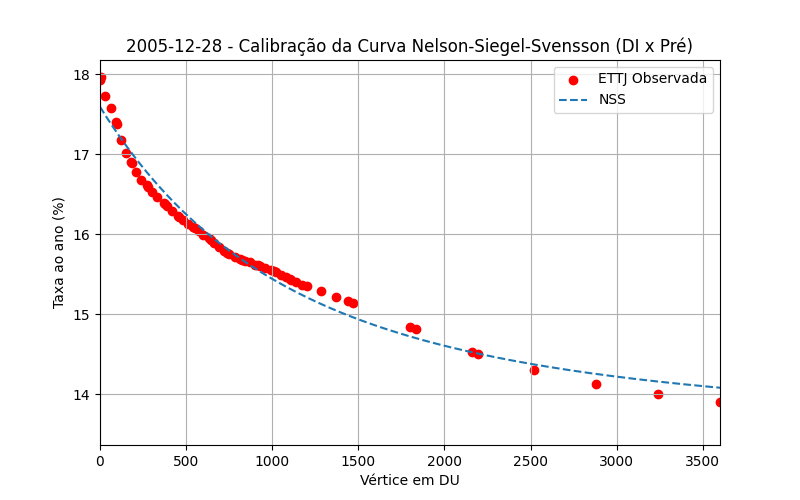 2005-12-28 - Calibração da Curva Nelson-Siegel-Svensson (DI x Pré)
ETTJ Observada
NSS
Taxa ao ano (%)
18
17
16
15
14
0
500
1000
1500
2000
2500
3000
3500
Vértice em DU